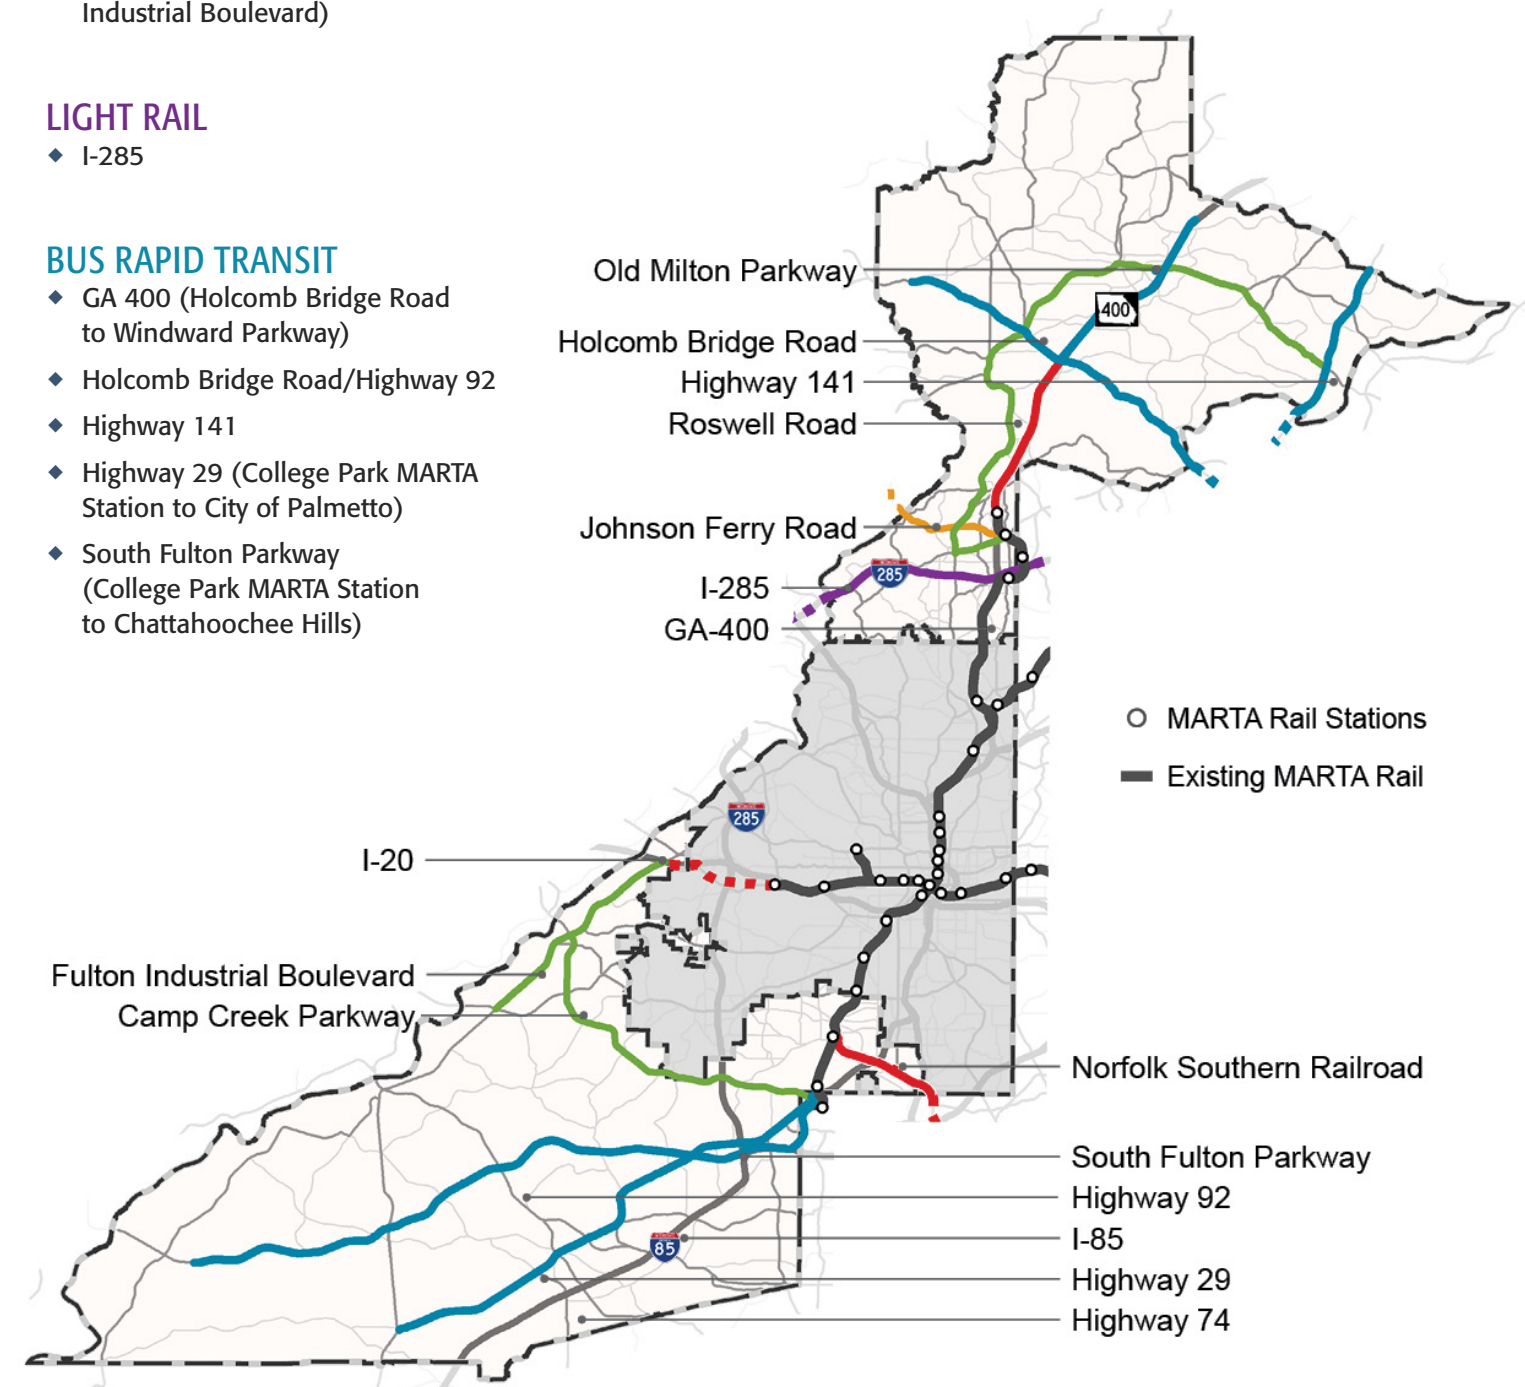 Industrial Boulevard)
LIGHT RAIL
◆ I-285
BUS RAPID TRANSIT
◆ GA 400 (Holcomb Bridge Road
to Windward Parkway)
◆ Holcomb Bridge Road/Highway 92
◆ Highway 141
◆ Highway 29 (College Park MARTA
Station to City of Palmetto)
◆ South Fulton Parkway
(College Park MARTA Station
to Chattahoochee Hills)
Old Milton Parkway
400
Holcomb Bridge Road
Highway 141
Roswell Road
Johnson Ferry Road
285
I-285
GA-400
MARTA Rail Stations
Existing MARTA Rail
285
I-20
Fulton Industrial Boulevard
Camp Creek Parkway
Norfolk Southern Railroad
South Fulton Parkway
Highway 92
I-85
85
Highway 29
Highway 74